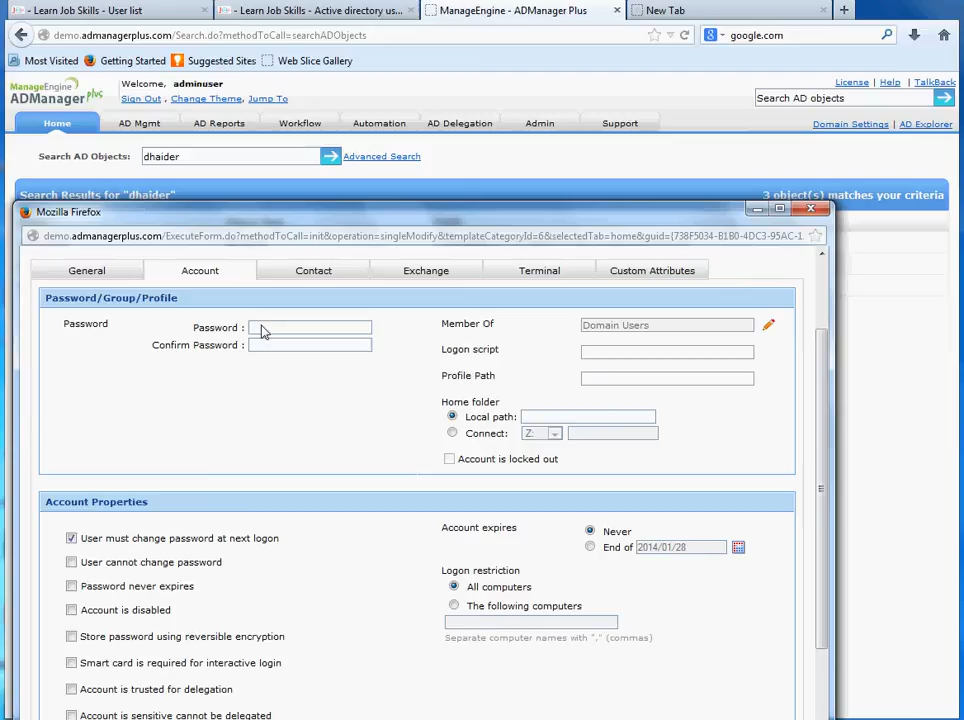 - Learn Job Skills - User list
- Learn Job Skills - Active directory us...
ManageEngine - ADManager Plus
New Tab
demo.admanagerplus.com/Search.do?methodToCall=searchADObjects
google.com
Most Visited Getting Started Suggested Sites Web Slice Gallery
ManageEngine
ADManager plus
Welcome, adminuser
Sign Out | Change Theme, Jump To
License | Help | TalkBack
Search AD objects
Home AD Mgmt AD Reports Workflow Automation AD Delegation Admin Support
Domain Settings | AD Explorer
Search AD Objects: dhaider Advanced Search
Search Results for "dhaider" 3 object(s) matches your criteria
Mozilla Firefox
demo.admanagerplus.com/ExecuteForm.do?methodToCall=init&operation=singleModify&templateCategoryId=6&selectedTab=home&guid={738F5034-B1B0-4DC3-95AC-1...
General Account Contact Exchange Terminal Custom Attributes
Password/Group/Profile
Password
Password :
Confirm Password :
Member Of Domain Users
Logon script
Profile Path
Home folder
Local path:
Connect: Z:
Account is locked out
Account Properties
User must change password at next logon
User cannot change password
Password never expires
Account is disabled
Store password using reversible encryption
Smart card is required for interactive login
Account is trusted for delegation
Account is sensitive cannot be delegated
Account expires
Never
End of 2014/01/28
Logon restriction
All computers
The following computers
Separate computer names with "," (commas)